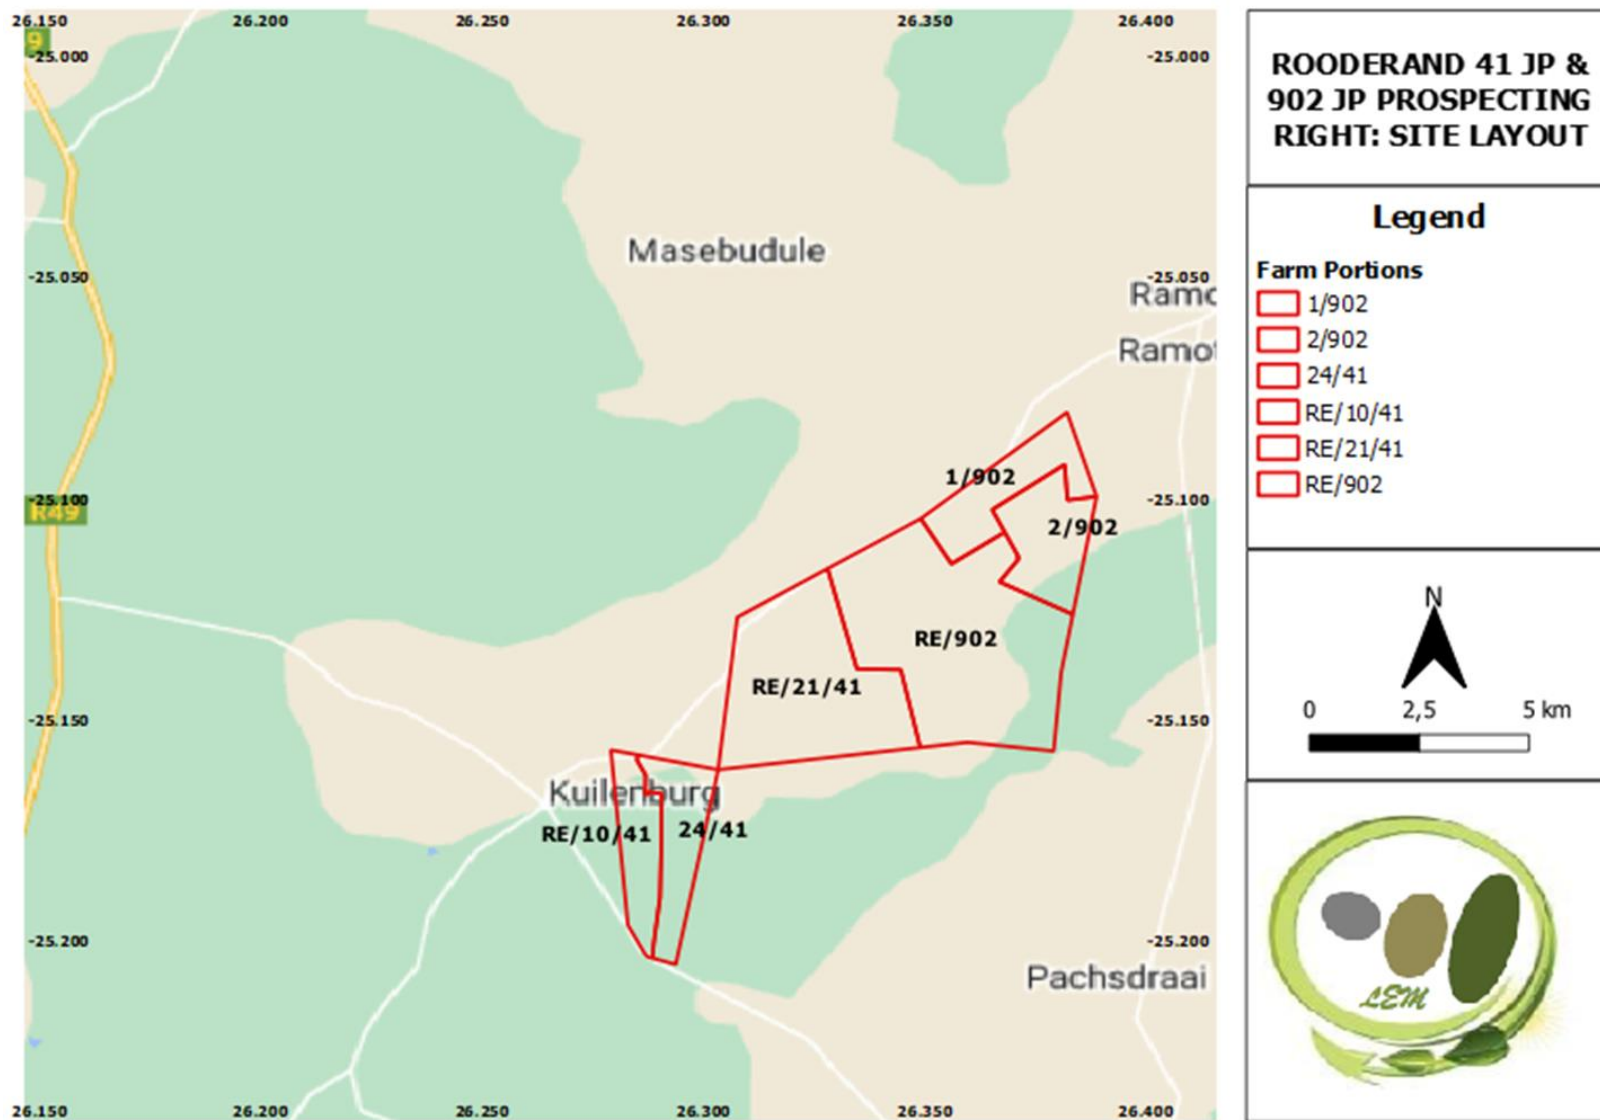 26.150 26.200 26.250 26.300 26.350 26.400
9
-25.000 -25.000
Masebudule
-25.050 -25.050
Ramo
Ramot
1/902
-25.100 -25.100
R49
2/902
RE/902
RE/21/41
-25.150 -25.150
Kuilenburg
RE/10/41 24/41
-25.200 -25.200
Pachsdraai
26.150 26.200 26.250 26.300 26.350 26.400
ROODERAND 41 JP &
902 JP PROSPECTING
RIGHT: SITE LAYOUT
Legend
Farm Portions
1/902
2/902
24/41
RE/10/41
RE/21/41
RE/902
N
0 2,5 5 km
LEM